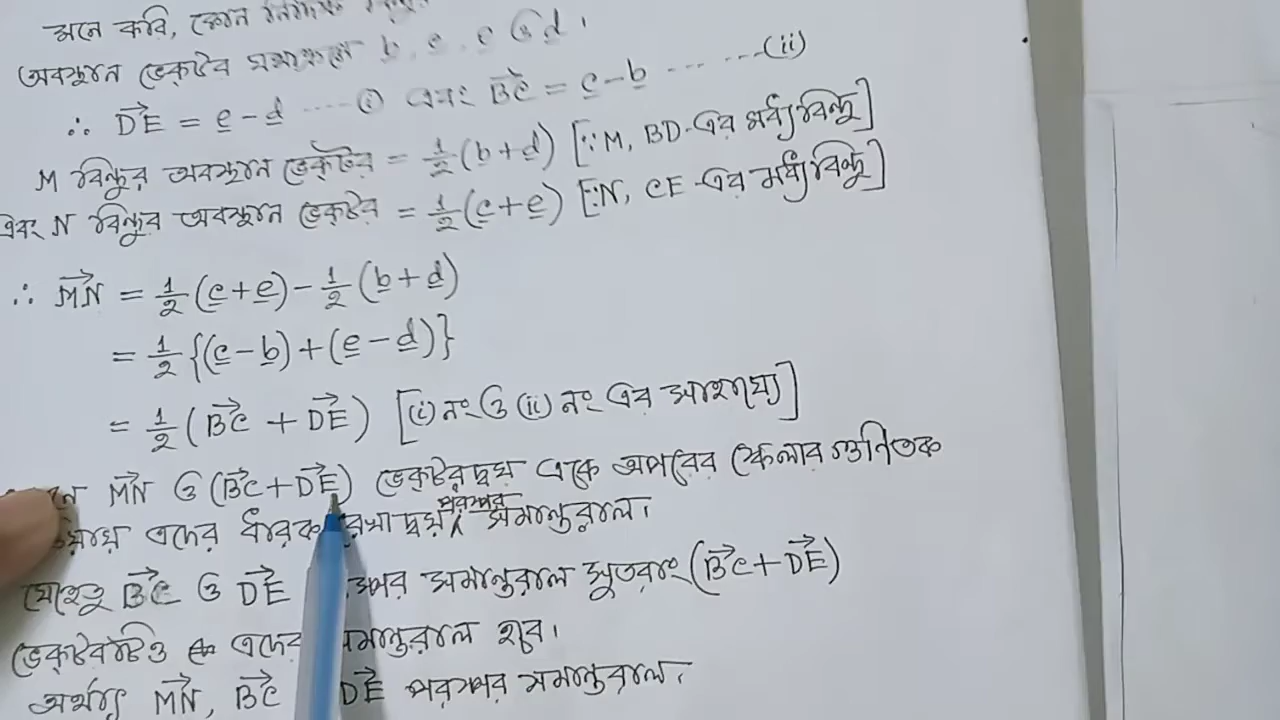 মনে করি, কোন
অবস্থান ভেক্টর যথাক্রমে b, c, e ও d।
∴ DE→ = e - d ..... (i) এবং BC→ = c - b ... ... (ii)
M বিন্দুর অবস্থান ভেক্টর = 1/2 (b + d) [∵ M, BD-এর মধ্যবিন্দু]
এবং N বিন্দুর অবস্থান ভেক্টর = 1/2 (c + e) [∵ N, CE-এর মধ্যবিন্দু]
∴ MN→ = 1/2 (c + e) - 1/2 (b + d)
= 1/2 {(c - b) + (e - d)}
= 1/2 (BC→ + DE→) [(i) নং ও (ii) নং এর সাহায্যে]
MN→ ও (BC→ + DE→) ভেক্টরদ্বয় একে অপরের স্কেলার গুণিতক
এদের ধারক রেখাদ্বয় পরস্পর সমান্তরাল।
যেহেতু BC→ ও DE→ সমান্তরাল সুতরাং (BC→ + DE→)
ভেক্টরটিও এদের সমান্তরাল হবে।
অর্থাৎ MN→, BC→ DE→ পরস্পর সমান্তরাল।